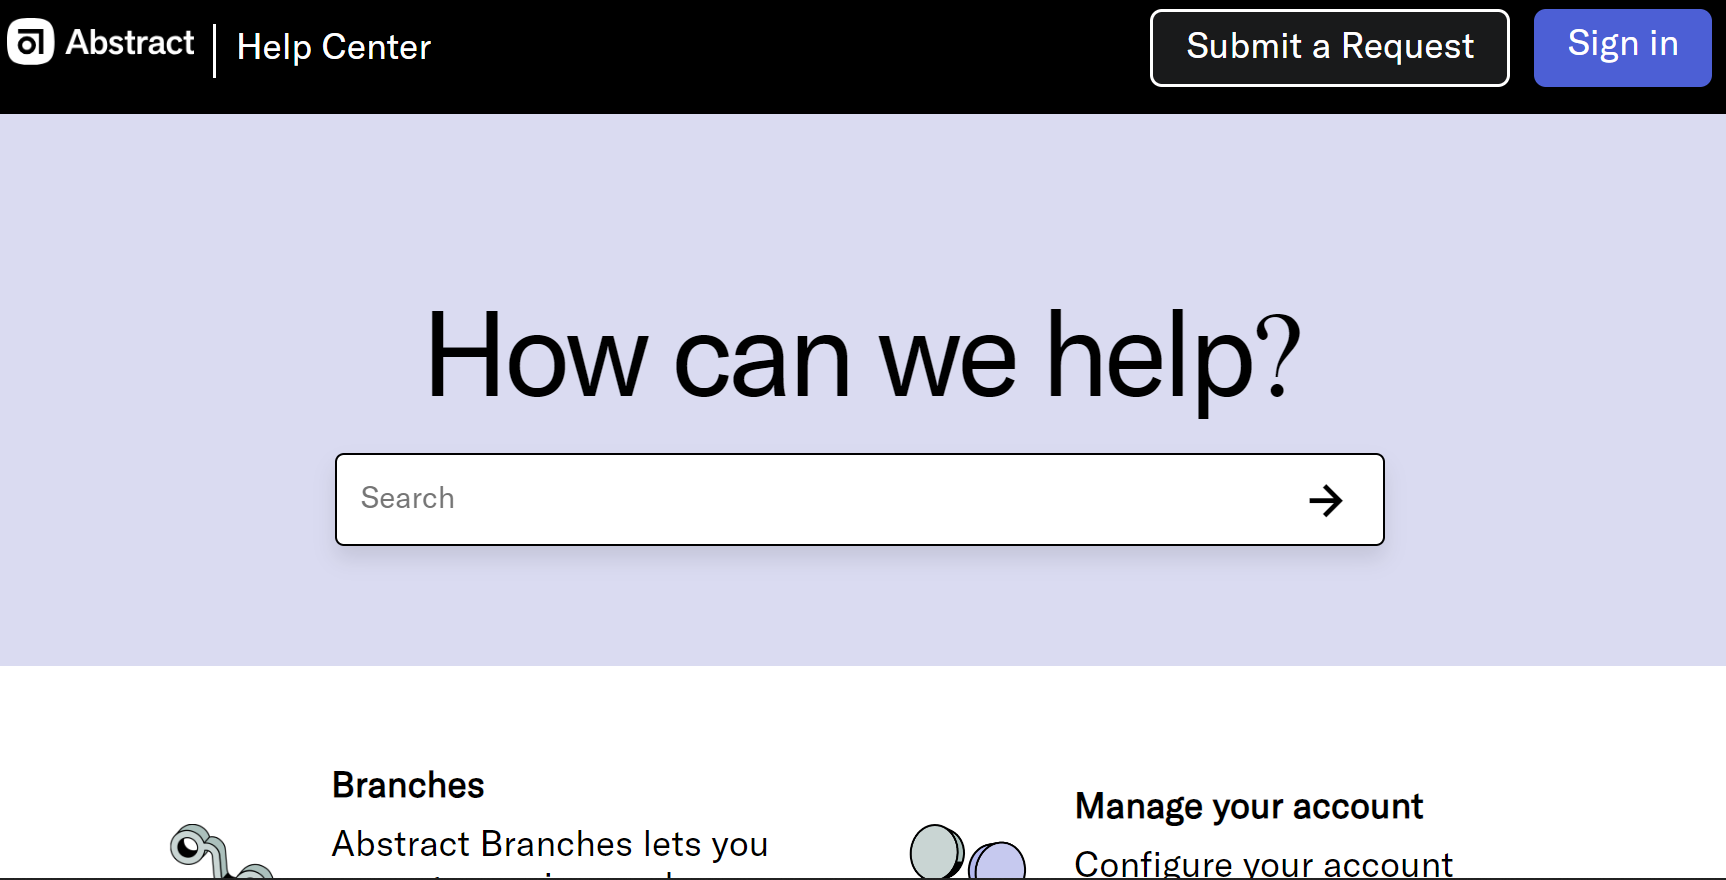 Abstract
Help Center
Submit a Request
Sign in
How can we help?
Search
Branches
Abstract Branches lets you
Manage your account
Configure your account